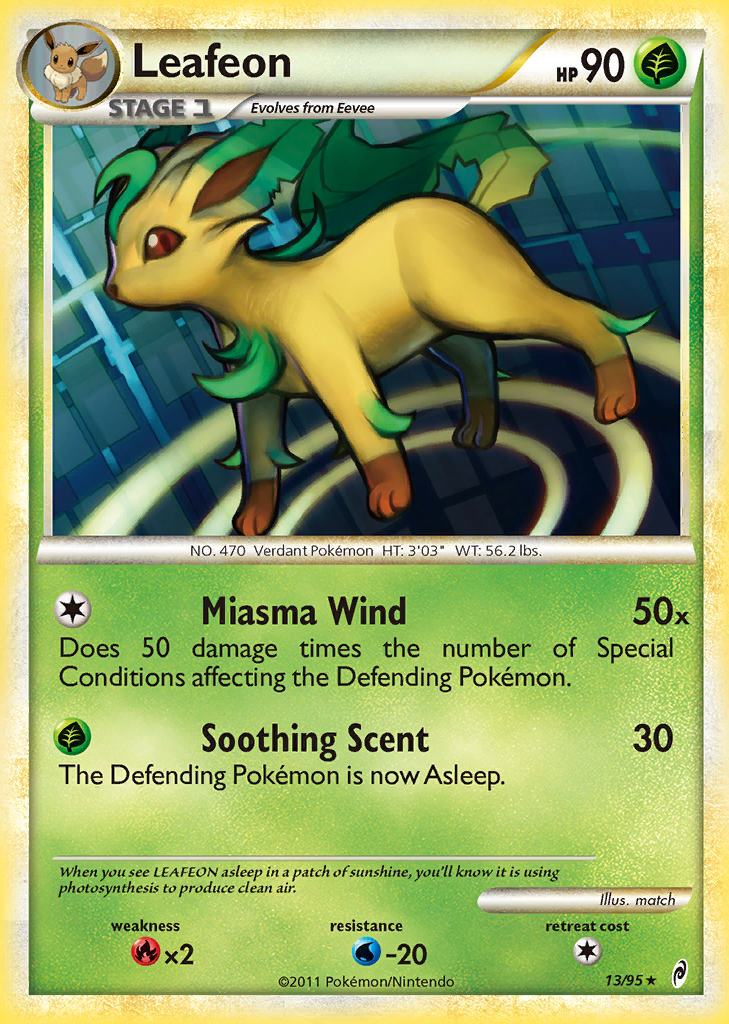 Leafeon
HP 90
STAGE 1
Evolves from Eevee
NO. 470 Verdant Pokémon HT: 3'03" WT: 56.2 lbs.
Miasma Wind 50x
Does 50 damage times the number of Special
Conditions affecting the Defending Pokémon.
Soothing Scent 30
The Defending Pokémon is now Asleep.
When you see LEAFEON asleep in a patch of sunshine, you'll know it is using
photosynthesis to produce clean air.
Illus. match
weakness resistance retreat cost
×2 -20
©2011 Pokémon/Nintendo 13/95★